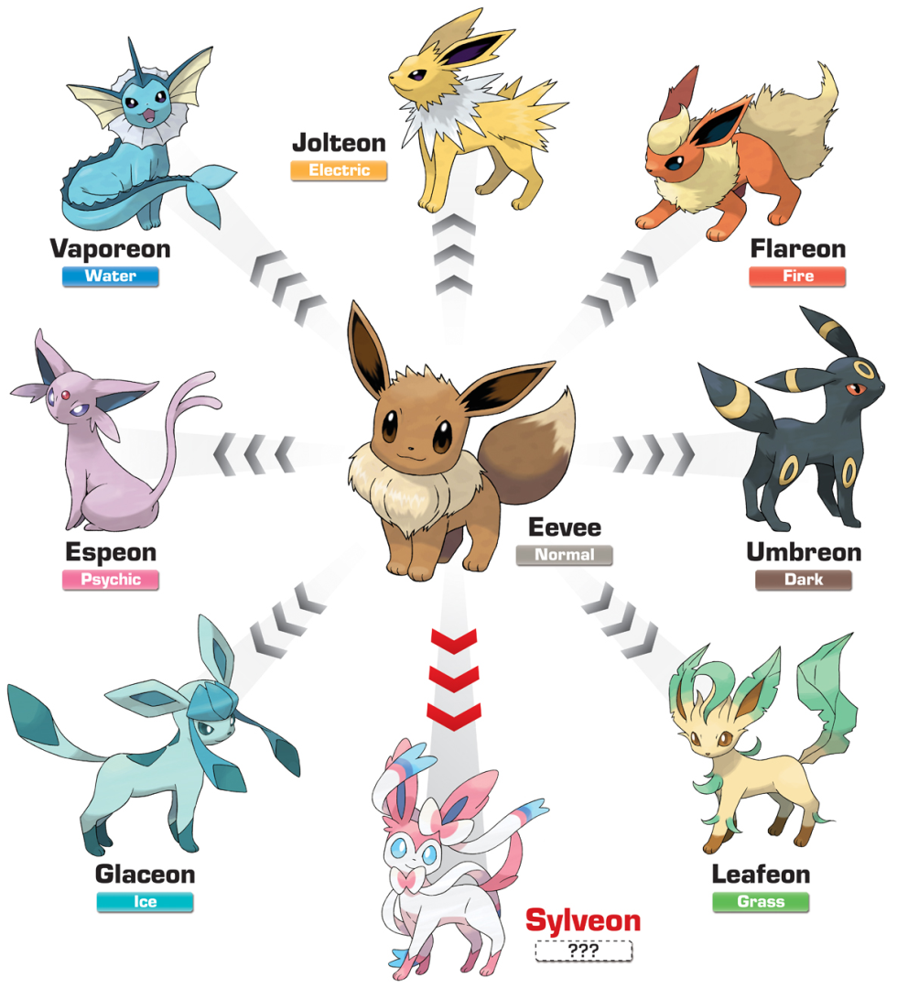 Jolteon
Electric
Vaporeon
Water
Flareon
Fire
Espeon
Psychic
Eevee
Normal
Umbreon
Dark
Glaceon
Ice
Leafeon
Grass
Sylveon
???